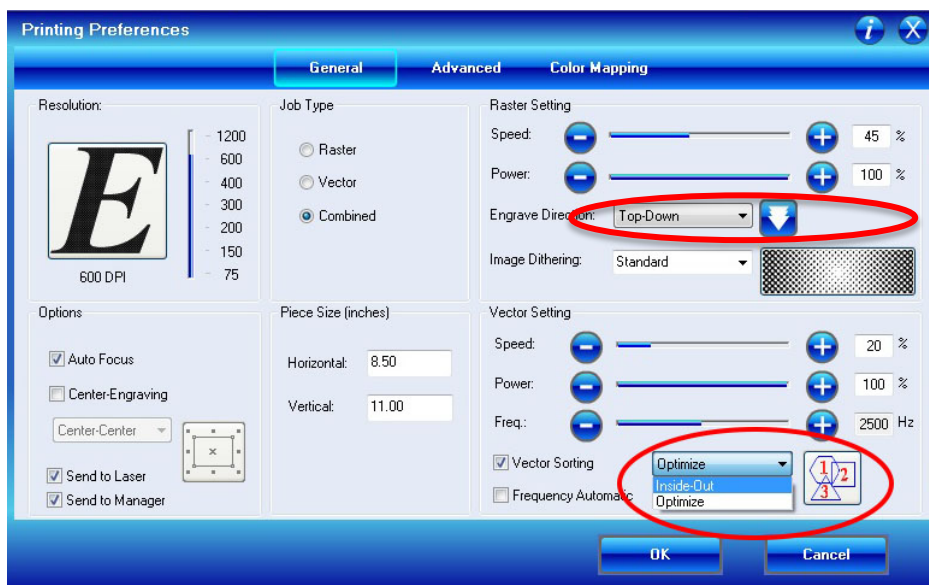 Printing Preferences
i X
General Advanced Color Mapping
Resolution:
E
1200
600
400
300
200
150
75
600 DPI
Job Type
Raster
Vector
Combined
Raster Setting
Speed: 45 %
Power: 100 %
Engrave Direction: Top-Down
Image Dithering: Standard
Options
Auto Focus
Center-Engraving
Center-Center
Send to Laser
Send to Manager
Piece Size (inches)
Horizontal: 8.50
Vertical: 11.00
Vector Setting
Speed: 20 %
Power: 100 %
Freq.: 2500 Hz
Vector Sorting Optimize
Inside-Out
Frequency Automatic Optimize
1 2
3
OK Cancel